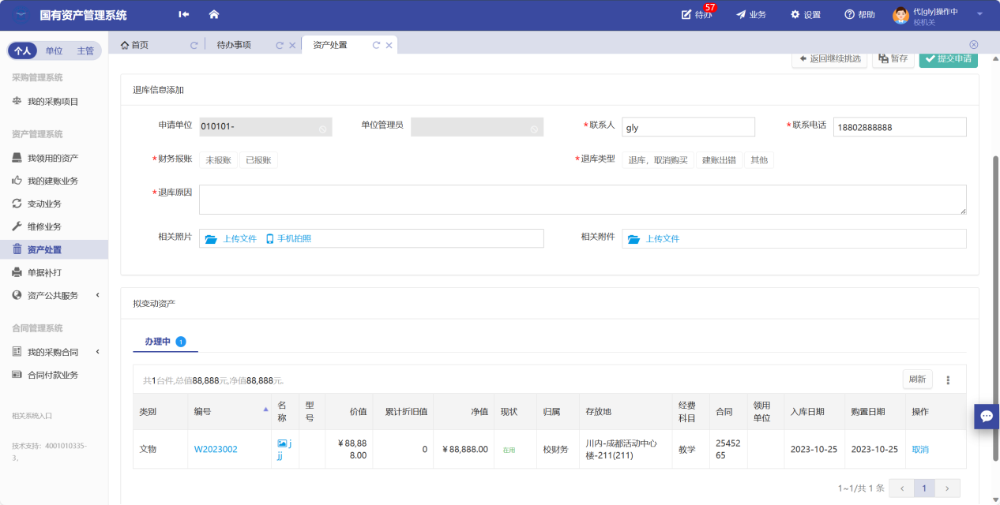 国有资产管理系统
待办 57
业务
设置
帮助
代[gly]操作中
校机关
个人 单位 主管
首页
待办事项
资产处置
采购管理系统
我的采购项目
资产管理系统
我领用的资产
我的建账业务
变动业务
维修业务
资产处置
单据补打
资产公共服务
合同管理系统
我的采购合同
合同付款业务
相关系统入口
技术支持：4001010335-
3,
返回继续挑选 暂存 提交申请
退库信息添加
申请单位 010101-
单位管理员
*联系人 gly
*联系电话 18802888888
*财务报账 未报账 已报账
*退库类型 退库，取消购买 建账出错 其他
*退库原因
相关照片 上传文件 手机拍照
相关附件 上传文件
拟变动资产
办理中 1
共1台件,总值88,888元,净值88,888元.
刷新
类别 编号 名称 型号 价值 累计折旧值 净值 现状 归属 存放地 经费科目 合同 领用单位 入库日期 购置日期 操作
文物 W2023002 jjj ￥88,888.00 0 ￥88,888.00 在用 校财务 川内-成都活动中心楼-211(211) 教学 2545265 2023-10-25 2023-10-25 取消
1~1/共 1 条 1